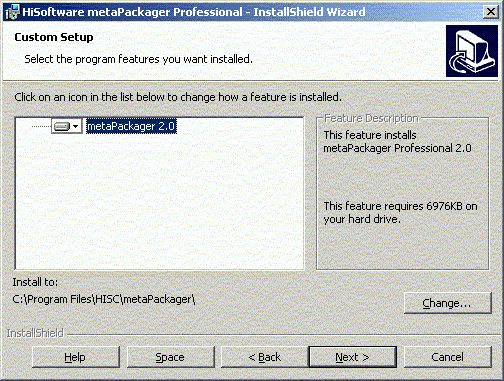 HiSoftware metaPackager Professional - InstallShield Wizard
Custom Setup
Select the program features you want installed.
Click on an icon in the list below to change how a feature is installed.
metaPackager 2.0
Feature Description
This feature installs
metaPackager Professional 2.0
This feature requires 6976KB on
your hard drive.
Install to:
C:\Program Files\HISC\metaPackager\
Change...
InstallShield
Help
Space
< Back
Next >
Cancel